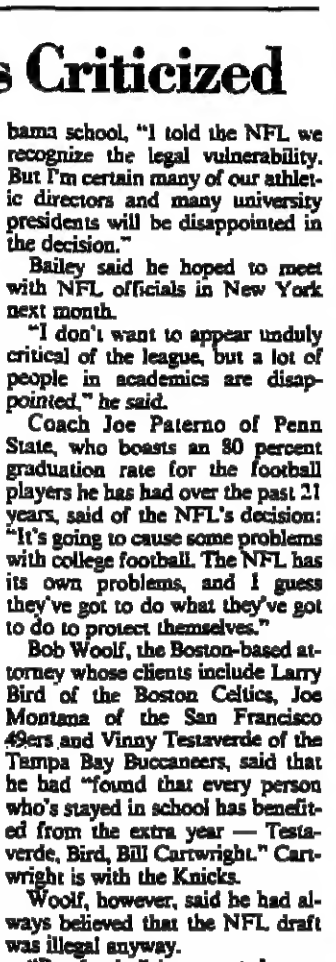 s Criticized
bama school, “I told the NFL we
recognize the legal vulnerability.
But I'm certain many of our athlet-
ic directors and many university
presidents will be disappointed in
the decision.”
Bailey said he hoped to meet
with NFL officials in New York
next month.
“I don't want to appear unduly
critical of the league, but a lot of
people in academics are disap-
pointed,” he said.
Coach Joe Paterno of Penn
State, who boasts an 80 percent
graduation rate for the football
players he has had over the past 21
years, said of the NFL's decision:
“It's going to cause some problems
with college football. The NFL has
its own problems, and I guess
they've got to do what they've got
to do to protect themselves.”
Bob Woolf, the Boston-based at-
torney whose clients include Larry
Bird of the Boston Celtics, Joe
Montana of the San Francisco
49ers and Vinny Testaverde of the
Tampa Bay Buccaneers, said that
he had “found that every person
who's stayed in school has benefit-
ed from the extra year — Testa-
verde, Bird, Bill Cartwright.” Cart-
wright is with the Knicks.
Woolf, however, said he had al-
ways believed that the NFL draft
was illegal anyway.